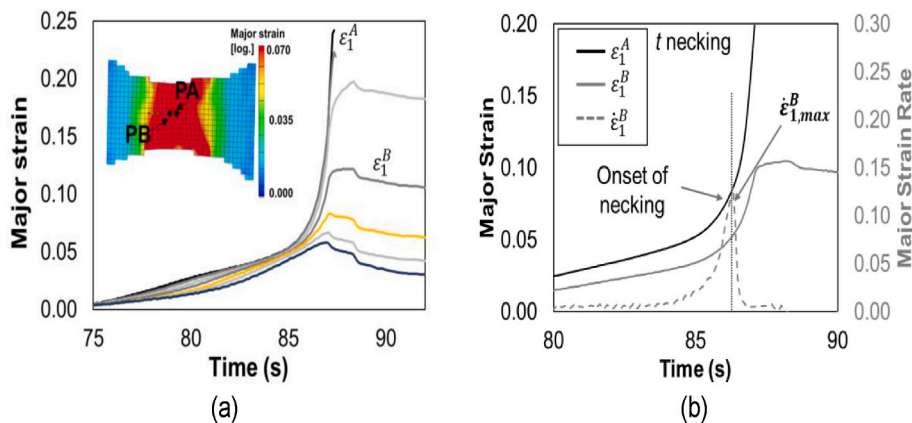 0.25
0.20
0.15
0.10
0.05
0.00
Major strain
75
80
85
90
Time (s)
Major strain
[log.]
0.070
0.035
0.000
PA
PB
ε₁ᴬ
ε₁ᴮ
(a)
0.20
0.15
0.10
0.05
0.00
Major Strain
ε₁ᴬ
ε₁ᴮ
ε̇₁ᴮ
t necking
ε̇ᴮ₁,max
Onset of
necking
0.30
0.25
0.20
0.15
0.10
0.05
0.00
Major Strain Rate
80
85
90
Time (s)
(b)